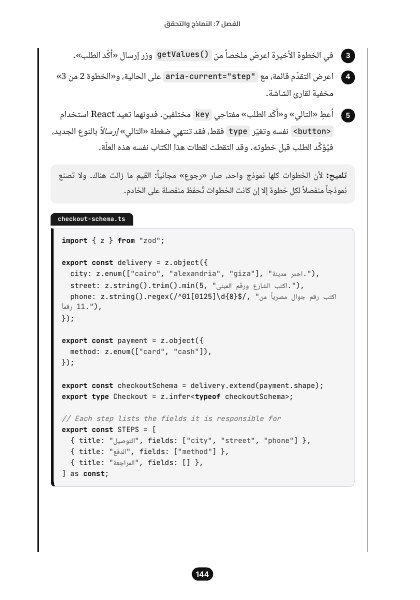 الفصل 7: النماذج والتحقق
3 في الخطوة الأخيرة اعرض ملخصاً من getValues() وزر إرسال «أكّد الطلب».
4 اعرض التقدّم قائمة، مع aria-current="step" على الحالية، و«الخطوة 2 من 3»
مخفية لقارئ الشاشة.
5 أعطِ «التالي» و«أكّد الطلب» مفتاحي key مختلفين. فدونهما تعيد React استخدام
<button> نفسه وتغيّر type فقط، فقد تنتهي ضغطة «التالي» إرسالاً بالنوع الجديد،
فيُؤكَّد الطلب قبل خطوته. وقد التقطت لقطات هذا الكتاب نفسه هذه العلّة.
تلميح: لأن الخطوات كلها نموذج واحد، صار «رجوع» مجانياً: القيم ما زالت هناك. ولا تصنع
نموذجاً منفصلاً لكل خطوة إلا إن كانت الخطوات تُحفظ منفصلة على الخادم.
checkout-schema.ts
import { z } from "zod";
export const delivery = z.object({
city: z.enum(["cairo", "alexandria", "giza"], "اختر مدينة."),
street: z.string().trim().min(5, "اكتب الشارع ورقم المبنى."),
phone: z.string().regex(/^01[0125]\d{8}$/, "اكتب رقم جوال مصرياً من
11 رقماً."),
});
export const payment = z.object({
method: z.enum(["card", "cash"]),
});
export const checkoutSchema = delivery.extend(payment.shape);
export type Checkout = z.infer<typeof checkoutSchema>;
// Each step lists the fields it is responsible for
export const STEPS = [
{ title: "التوصيل", fields: ["city", "street", "phone"] },
{ title: "الدفع", fields: ["method"] },
{ title: "المراجعة", fields: [] },
] as const;
144